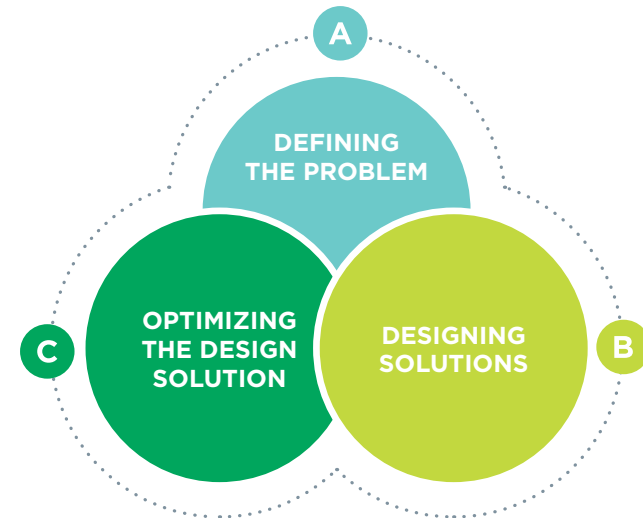 A
DEFINING
THE PROBLEM
OPTIMIZING
THE DESIGN
SOLUTION
DESIGNING
SOLUTIONS
C
B